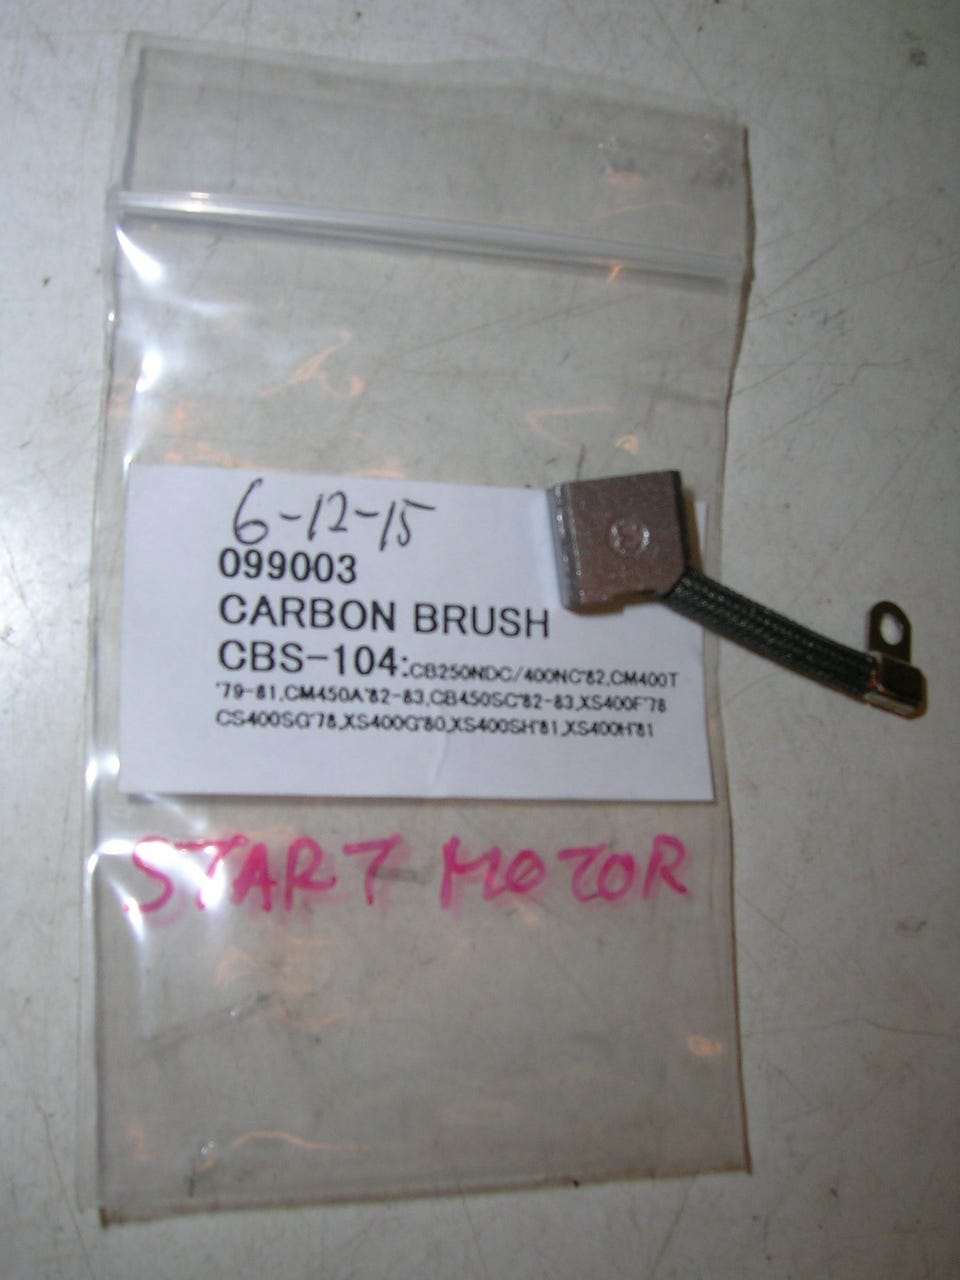 6-12-15
099003
CARBON BRUSH
CBS-104:CB250NDC/400NC'82,CM400T
'79-81,CM450A'82-83,CB450SC'82-83,XS400F'78
CS400SG'78,XS400G'80,XS400SH'81,XS400H'81
START MOTOR